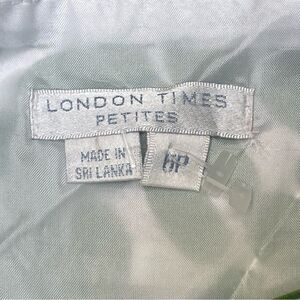 LONDON TIMES
PETITES
MADE IN
SRI LANKA
6P